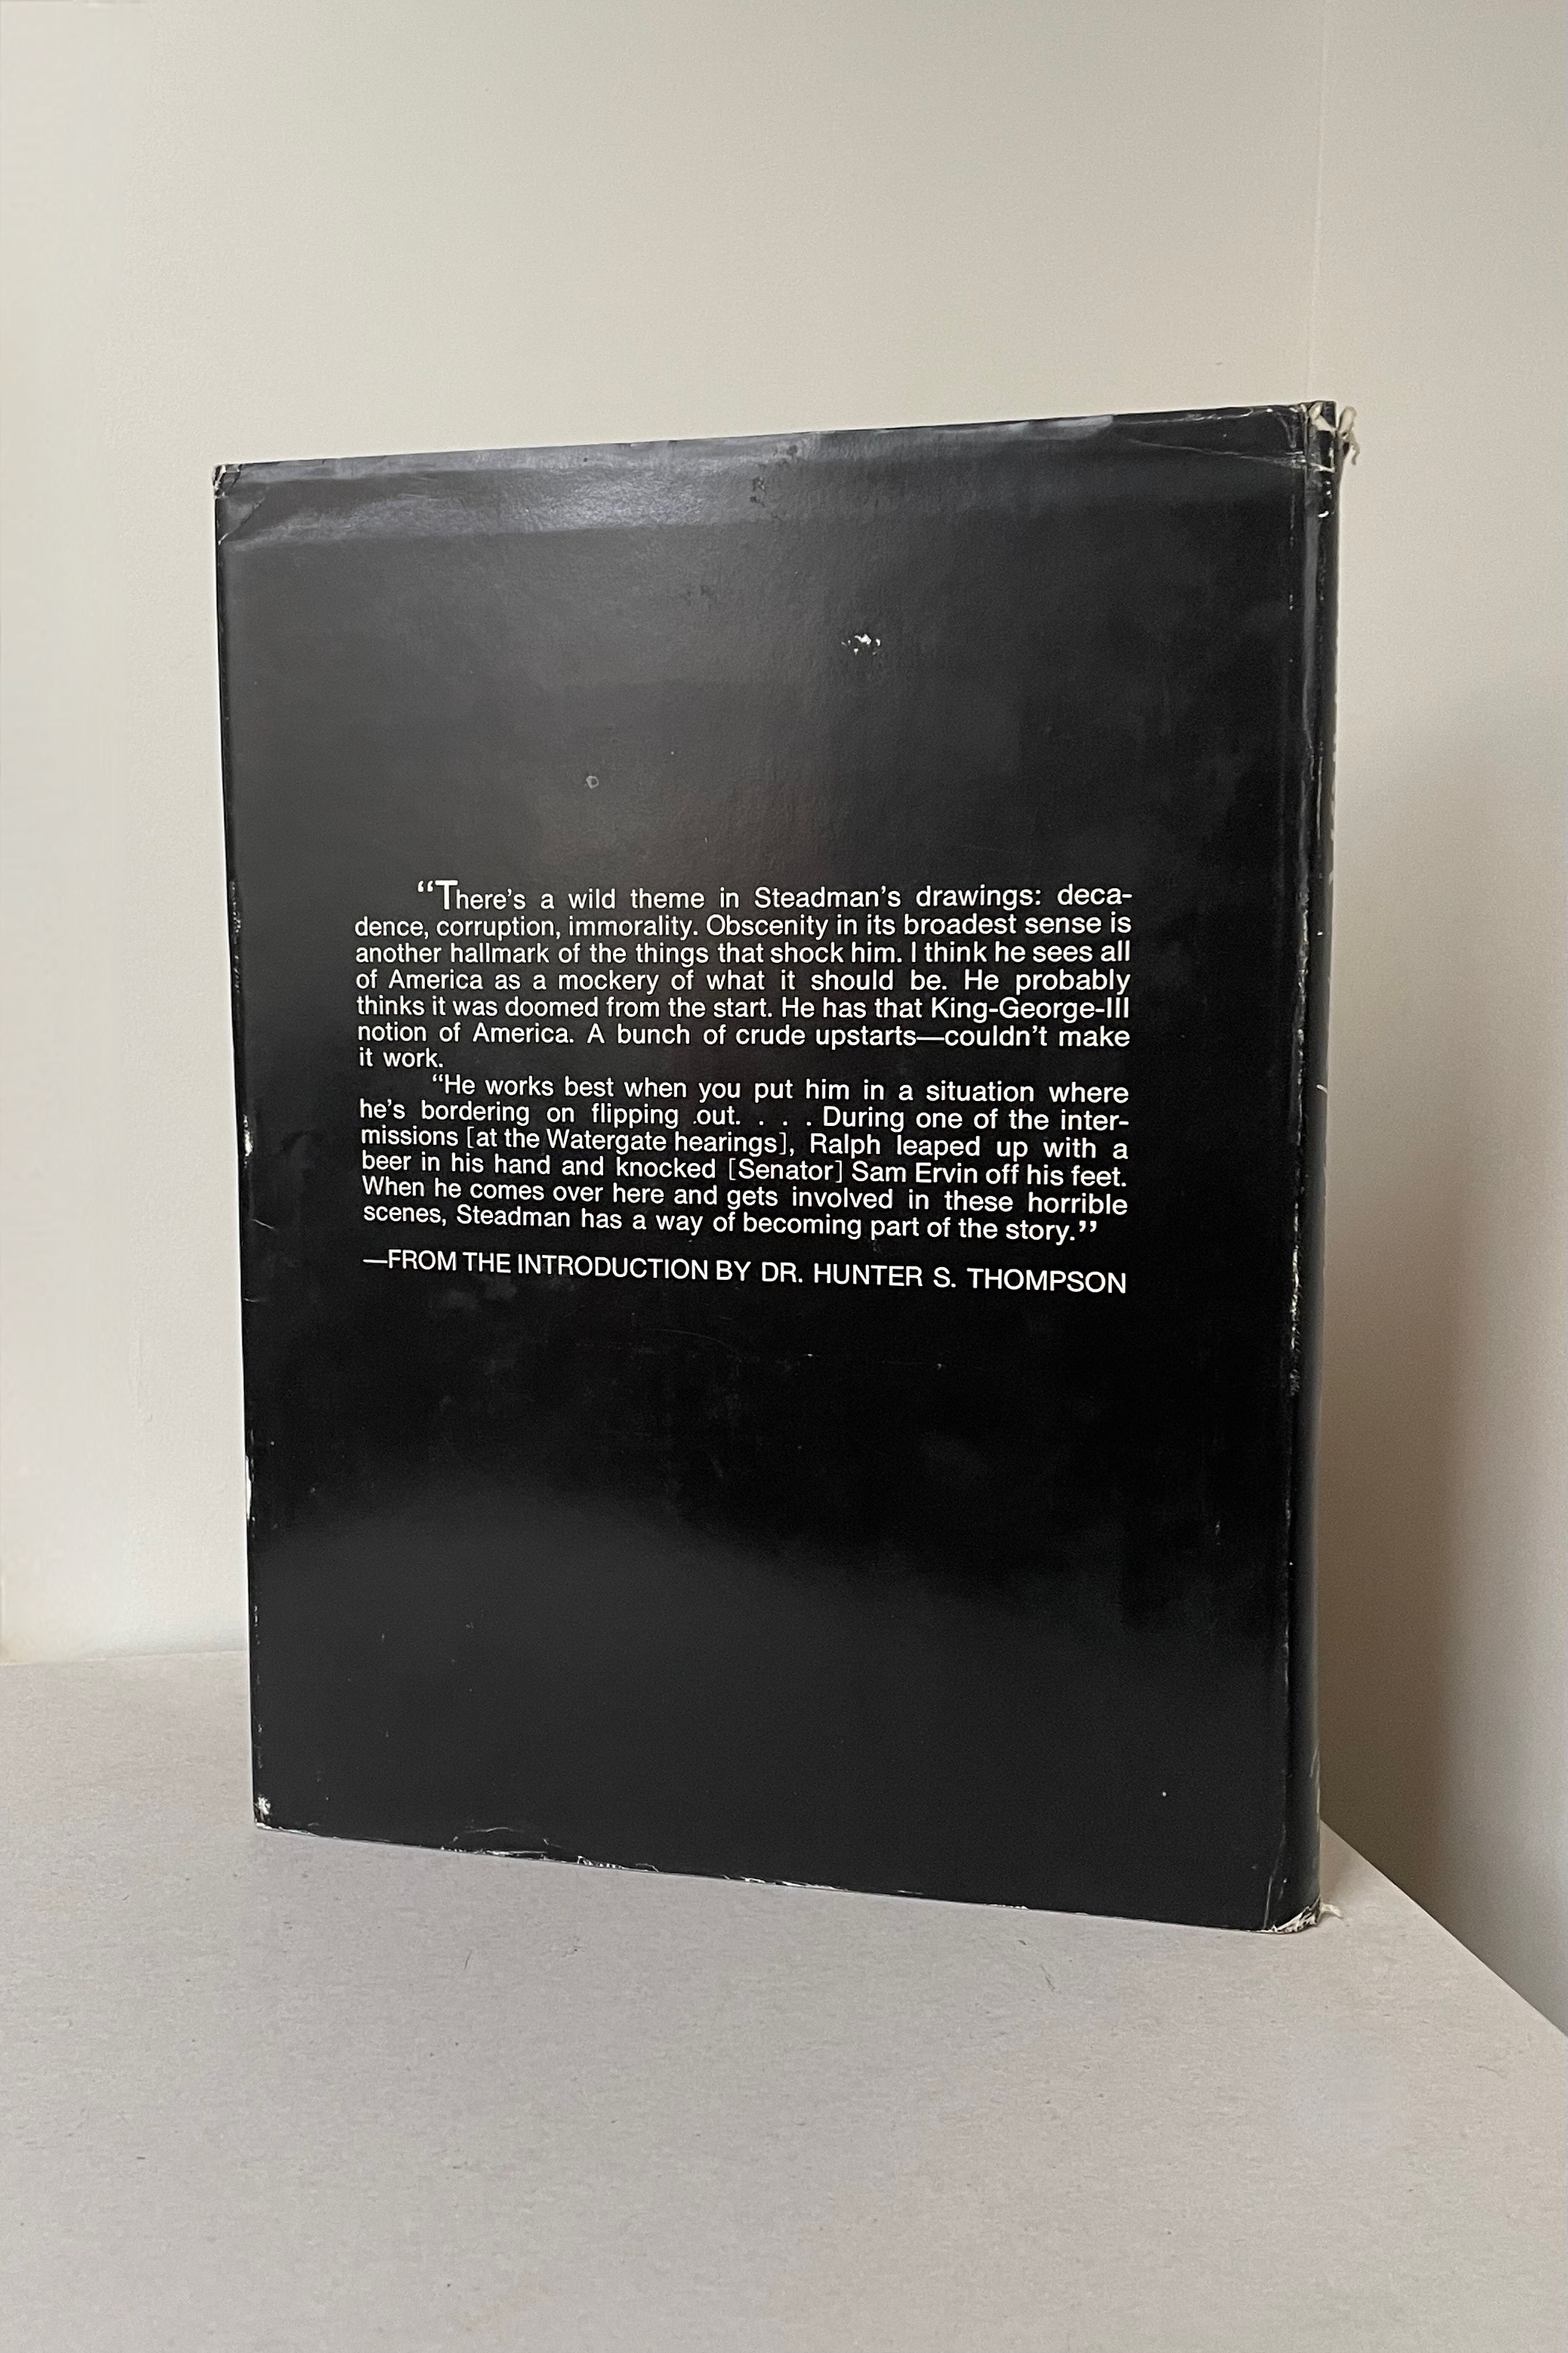 “There’s a wild theme in Steadman’s drawings: deca-
dence, corruption, immorality. Obscenity in its broadest sense is
another hallmark of the things that shock him. I think he sees all
of America as a mockery of what it should be. He probably
thinks it was doomed from the start. He has that King-George-III
notion of America. A bunch of crude upstarts—couldn’t make
it work.
“He works best when you put him in a situation where
he’s bordering on flipping out. . . . During one of the inter-
missions [at the Watergate hearings], Ralph leaped up with a
beer in his hand and knocked [Senator] Sam Ervin off his feet.
When he comes over here and gets involved in these horrible
scenes, Steadman has a way of becoming part of the story.”
—FROM THE INTRODUCTION BY DR. HUNTER S. THOMPSON